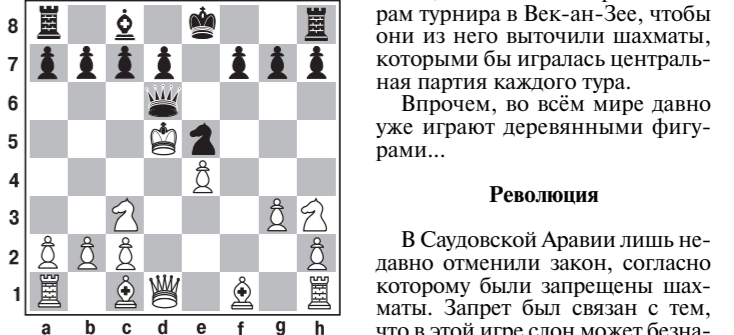 8
7
6
5
4
3
2
1
a b c d e f g h
рам турнира в Век-ан-Зее, чтобы
они из него выточили шахматы,
которыми бы игралась централь-
ная партия каждого тура.
Впрочем, во всём мире давно
уже играют деревянными фигу-
рами...
Революция
В Саудовской Аравии лишь не-
давно отменили закон, согласно
которому были запрещены шах-
маты. Запрет был связан с тем,
что в этой игре слон может безна-